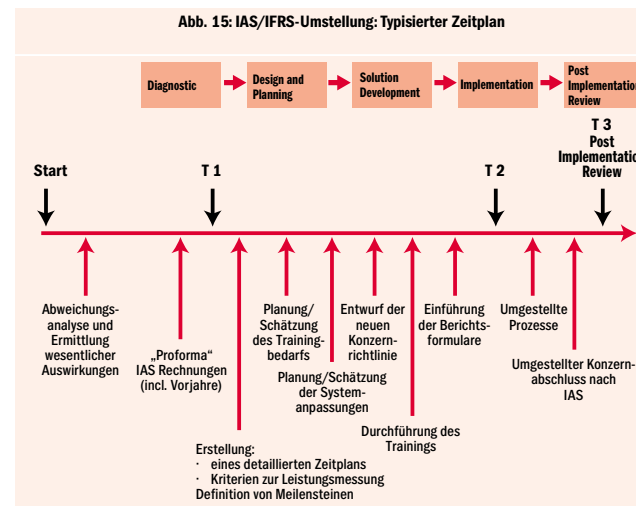 Abb. 15: IAS/IFRS-Umstellung: Typisierter Zeitplan
Diagnostic
Design and
Planning
Solution
Development
Implementation
Post
Implementation
Review
Start
T 1
T 2
T 3
Post
Implementatio
Review
Abweichungs-
analyse und
Ermittlung
wesentlicher
Auswirkungen
„Proforma“
IAS Rechnungen
(incl. Vorjahre)
Erstellung:
· eines detaillierten Zeitplans
· Kriterien zur Leistungsmessung
Definition von Meilensteinen
Planung/
Schätzung
des Training-
bedarfs
Planung/Schätzung
der System-
anpassungen
Entwurf der
neuen
Konzern-
richtlinie
Durchführung des
Trainings
Einführung
der Berichts-
formulare
Umgestellte
Prozesse
Umgestellter Konzern-
abschluss nach
IAS